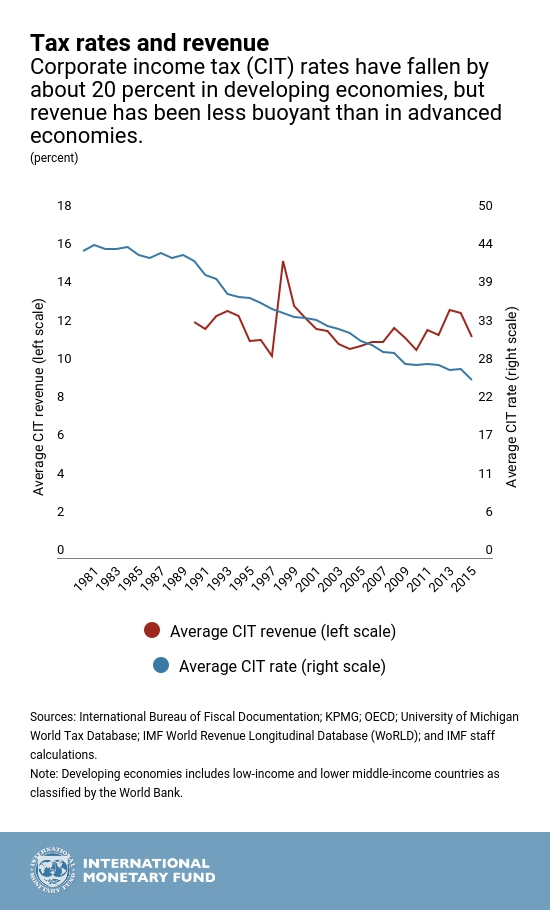 Tax rates and revenue
Corporate income tax (CIT) rates have fallen by
about 20 percent in developing economies, but
revenue has been less buoyant than in advanced
economies.
(percent)
18
16
14
12
10
8
6
4
2
0
Average CIT revenue (left scale)
50
44
39
33
28
22
17
11
6
0
Average CIT rate (right scale)
1981
1983
1985
1987
1989
1991
1993
1995
1997
1999
2001
2003
2005
2007
2009
2011
2013
2015
Average CIT revenue (left scale)
Average CIT rate (right scale)
Sources: International Bureau of Fiscal Documentation; KPMG; OECD; University of Michigan
World Tax Database; IMF World Revenue Longitudinal Database (WoRLD); and IMF staff
calculations.
Note: Developing economies includes low-income and lower middle-income countries as
classified by the World Bank.
INTERNATIONAL
MONETARY FUND
INTERNATIONAL
MONETARY FUND